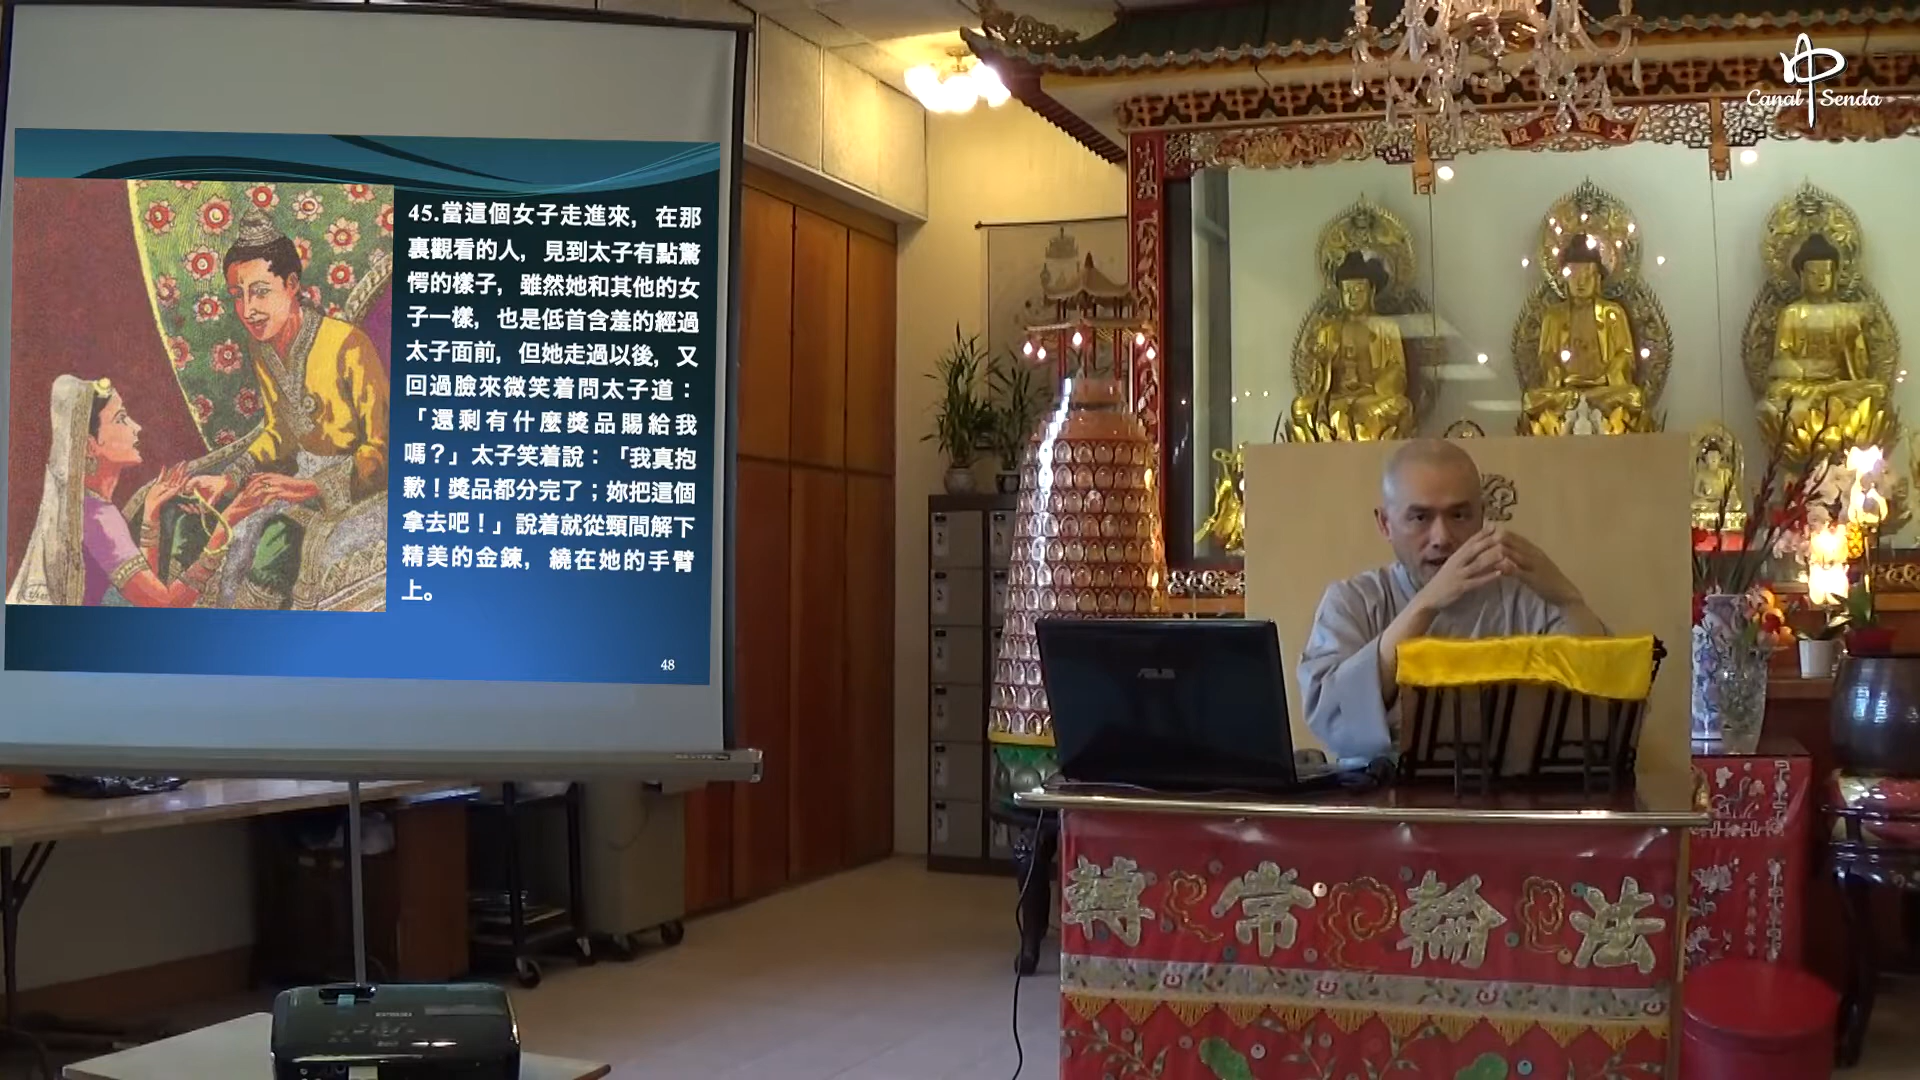 45.當這個女子走進來，在那
裏觀看的人，見到太子有點驚
愕的樣子，雖然她和其他的女
子一樣，也是低首含羞的經過
太子面前，但她走過以後，又
回過臉來微笑着問太子道：
「還剩有什麼獎品賜給我
嗎？」太子笑着說：「我真抱
歉！獎品都分完了；妳把這個
拿去吧！」說着就從頸間解下
精美的金鍊，繞在她的手臂
上。
48
Canal Senda
ASUS
轉常輪法